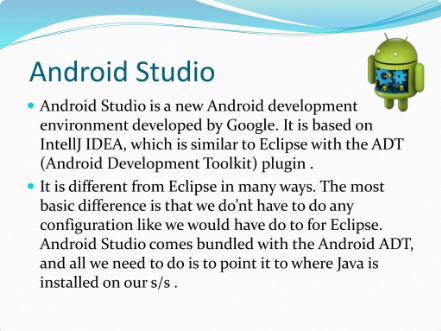 Android Studio
Android Studio is a new Android development
environment developed by Google. It is based on
IntellJ IDEA, which is similar to Eclipse with the ADT
(Android Development Toolkit) plugin .
It is different from Eclipse in many ways. The most
basic difference is that we do'nt have to do any
configuration like we would have do to for Eclipse.
Android Studio comes bundled with the Android ADT,
and all we need to do is to point it to where Java is
installed on our s/s .